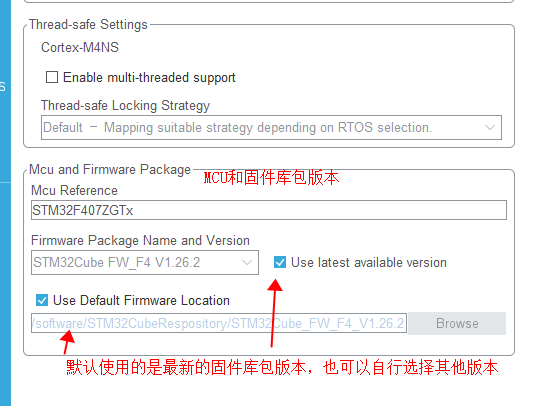 Thread-safe Settings
Cortex-M4NS
Enable multi-threaded support
Thread-safe Locking Strategy
Default － Mapping suitable strategy depending on RTOS selection.
Mcu and Firmware Package
MCU和固件库包版本
Mcu Reference
STM32F407ZGTx
Firmware Package Name and Version
STM32Cube FW_F4 V1.26.2
Use latest available version
Use Default Firmware Location
/software/STM32CubeRespository/STM32Cube_FW_F4_V1.26.2
Browse
默认使用的是最新的固件库包版本，也可以自行选择其他版本